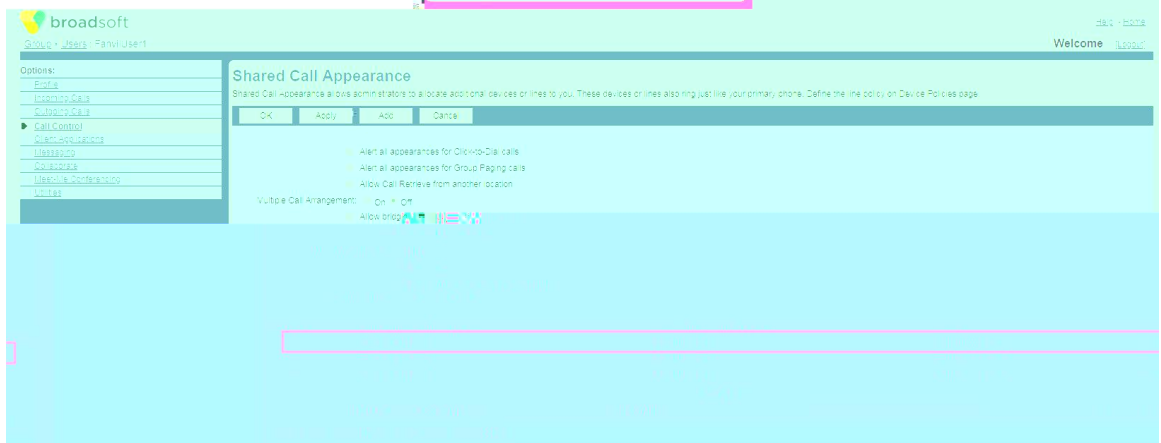 broadsoft
Help - Home
Group > Users : FanvilUser1
Welcome [Logout]
Options:
Profile
Incoming Calls
Outgoing Calls
Call Control
Client Applications
Messaging
Collaborate
Meet-Me Conferencing
Utilities
Shared Call Appearance
Shared Call Appearance allows administrators to allocate additional devices or lines to you. These devices or lines also ring just like your primary phone. Define the line policy on Device Policies page
OK Apply Add Cancel
Alert all appearances for Click-to-Dial calls
Alert all appearances for Group Paging calls
Allow Call Retrieve from another location
Multiple Call Arrangement: On Off
Allow